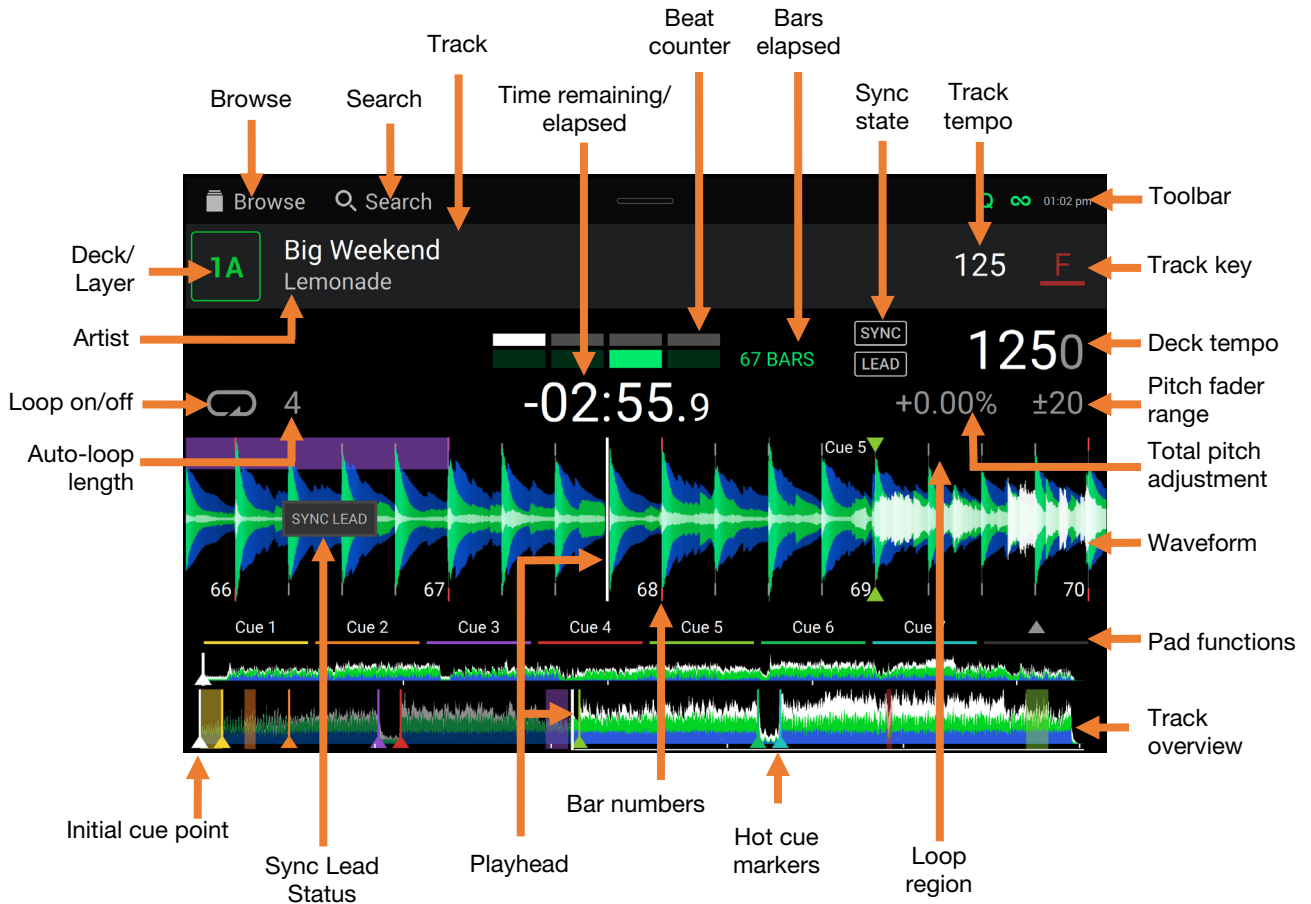 Beat
counter
Bars
elapsed
Track
Time remaining/
elapsed
Sync
state
Track
tempo
Browse
Search
Browse
Search
Q
01:02 pm
Toolbar
Deck/
Layer
1A
Big Weekend
Lemonade
125
F
Track key
Artist
67 BARS
SYNC
LEAD
1250
Deck tempo
Loop on/off
4
-02:55.9
+0.00%
±20
Pitch fader
range
Auto-loop
length
Cue 5
Total pitch
adjustment
SYNC LEAD
Waveform
66
67
68
69
70
Cue 1
Cue 2
Cue 3
Cue 4
Cue 5
Cue 6
Cue 7
Pad functions
Track
overview
Initial cue point
Sync Lead
Status
Playhead
Bar numbers
Hot cue
markers
Loop
region